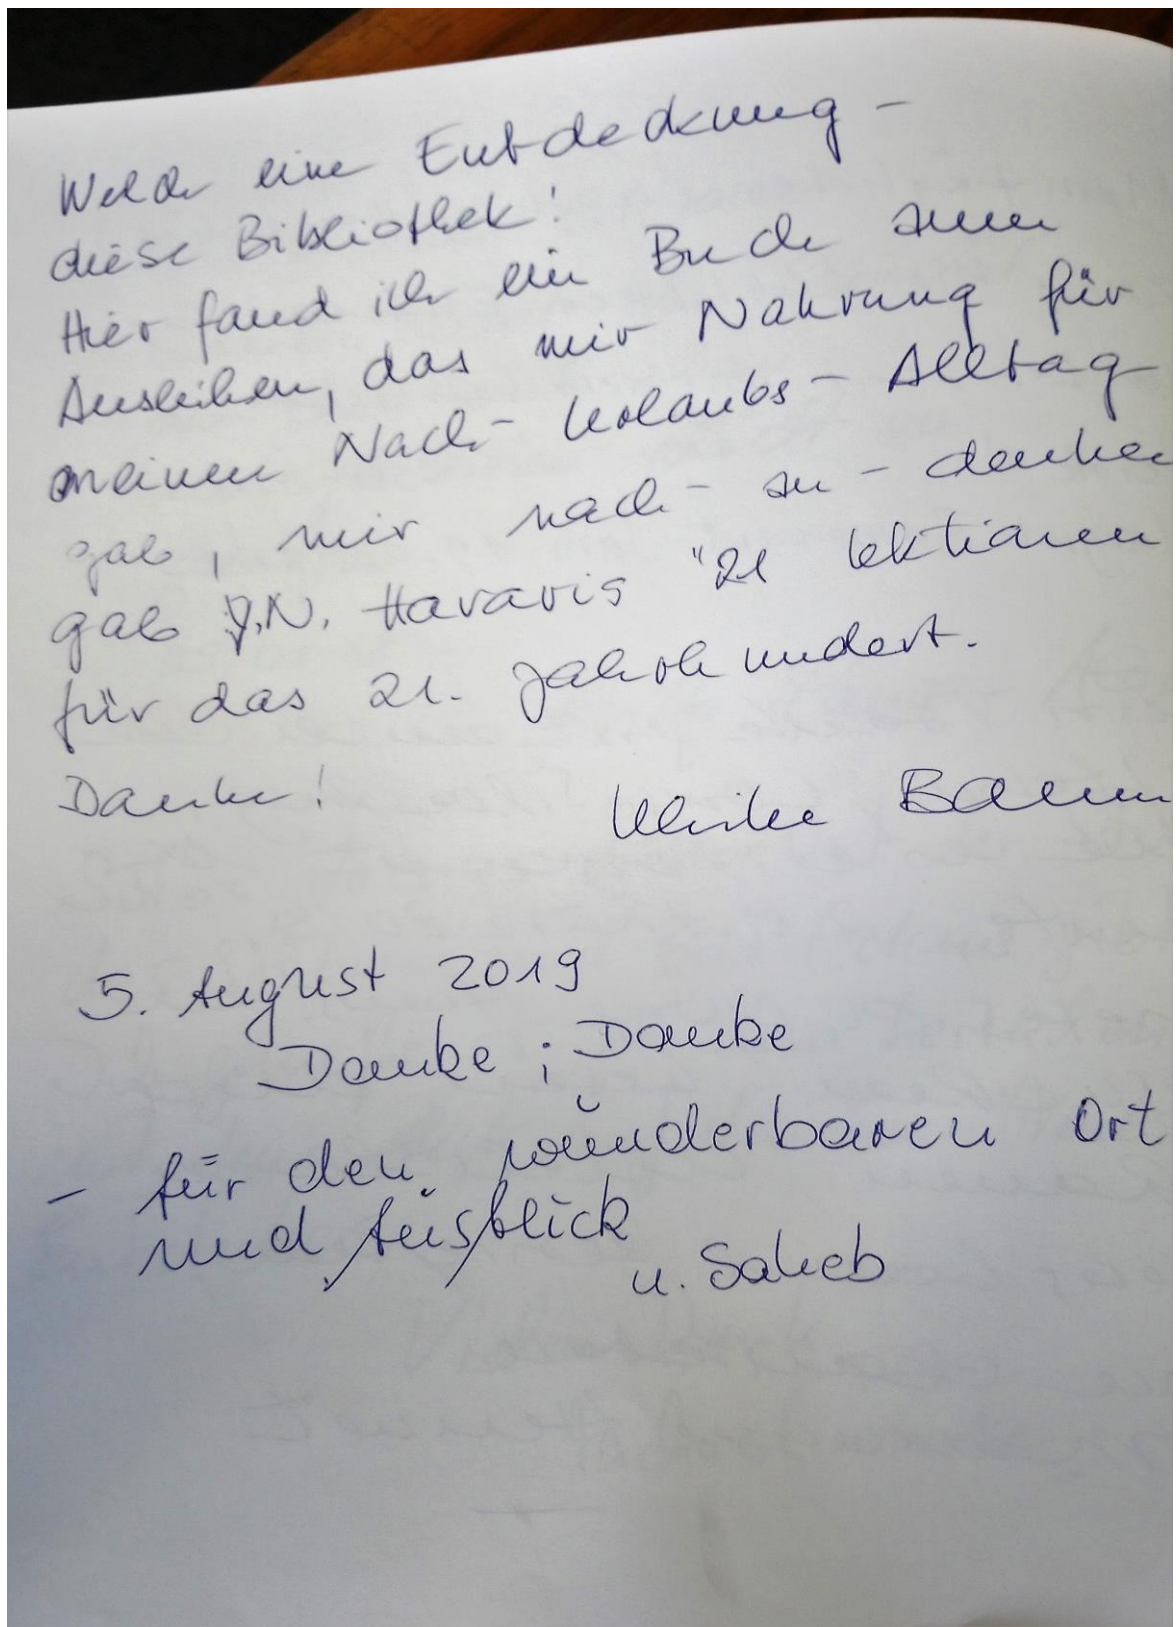 Welch eine Entdeckung -
diese Bibliothek!
Hier fand ich ein Buch zum
Ausleihen, das mir Nahrung für
meinen Nach-Urlaubs-Alltag
gab, mir nach-zu-denken
gab J.N. Hararis "21 Lektionen
für das 21. Jahrhundert.
Danke! Ulrike Baum
5. August 2019
Danke ; Danke
- für den wunderbaren Ort
und Ausblick
u. Saheb